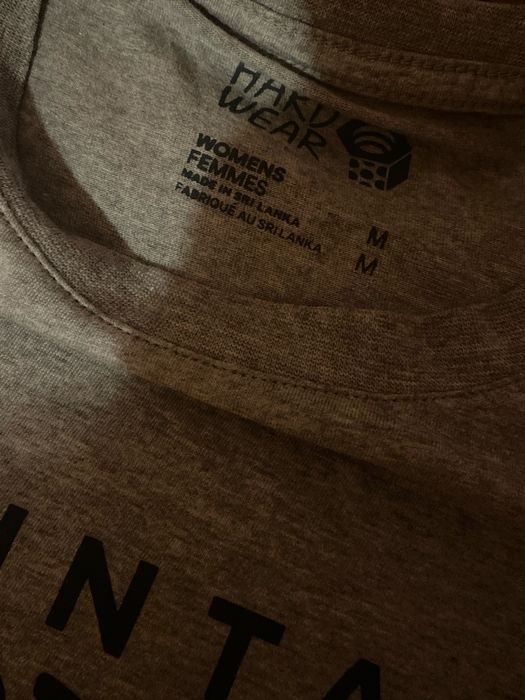 HARD
WEAR
WOMENS
FEMMES
MADE IN SRI LANKA
FABRIQUÉ AU SRI LANKA
M
M
INTA